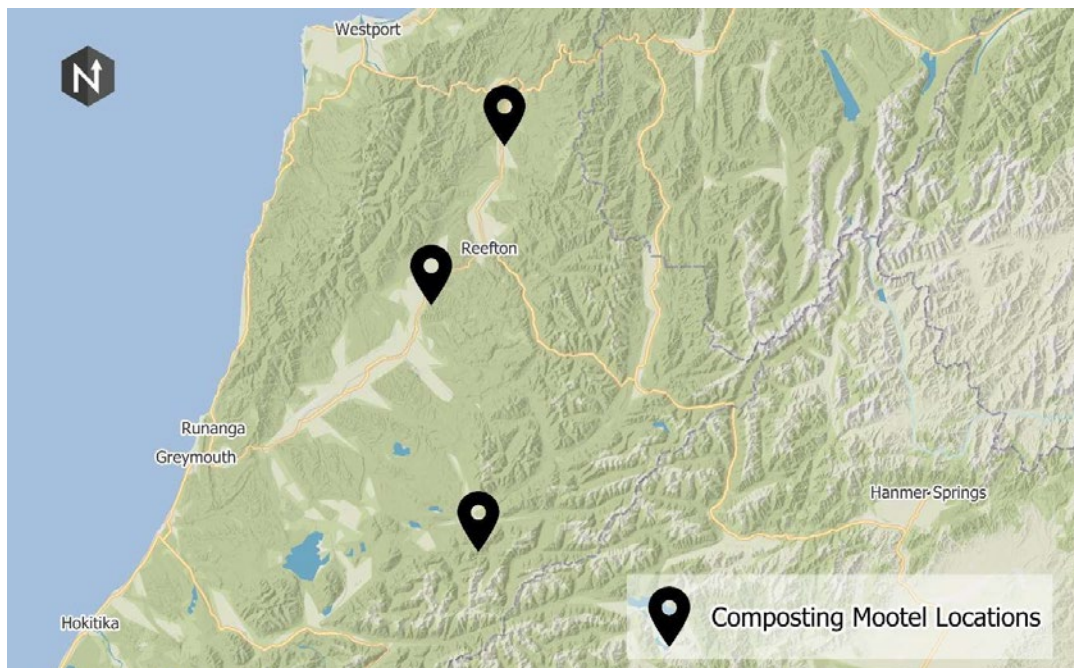 Westport
N
Reefton
Runanga
Greymouth
Hanmer Springs
Composting Mootel Locations
Hokitika